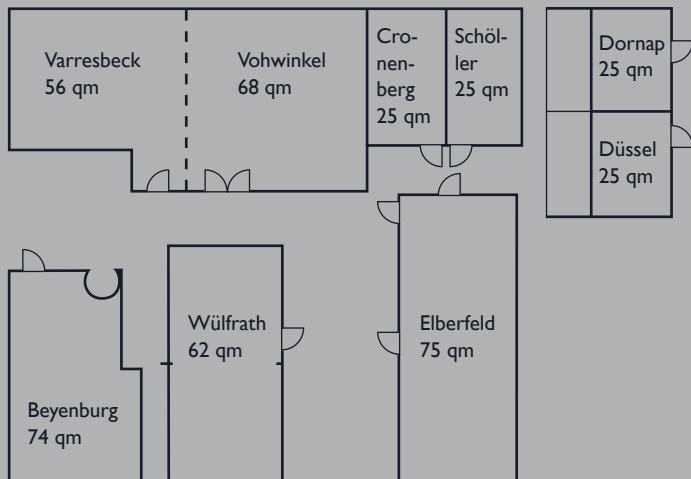 Varresbeck
56 qm
Vohwinkel
68 qm
Cro-
nen-
berg
25 qm
Schöl-
ler
25 qm
Dornap
25 qm
Düssel
25 qm
Wülfrath
62 qm
Elberfeld
75 qm
Beyenburg
74 qm